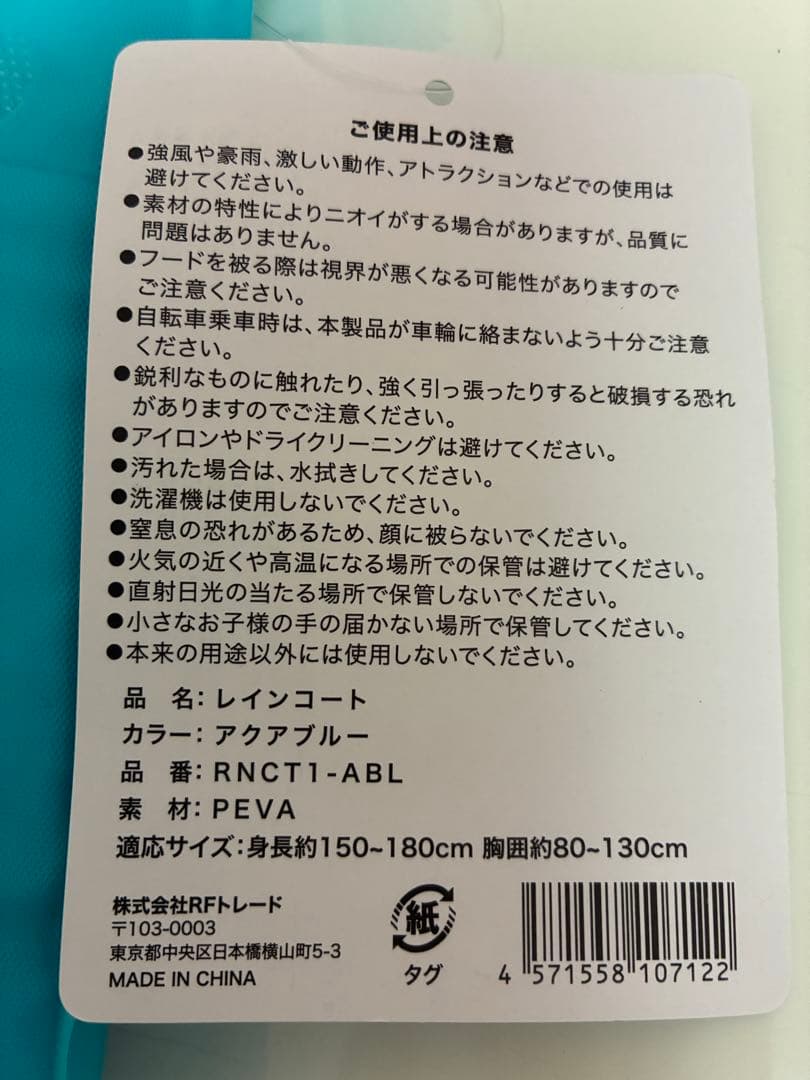 ご使用上の注意
●強風や豪雨、激しい動作、アトラクションなどでの使用は
避けてください。
●素材の特性によりニオイがする場合がありますが、品質に
問題はありません。
●フードを被る際は視界が悪くなる可能性がありますので
ご注意ください。
●自転車乗車時は、本製品が車輪に絡まないよう十分ご注意
ください。
●鋭利なものに触れたり、強く引っ張ったりすると破損する恐れ
がありますのでご注意ください。
●アイロンやドライクリーニングは避けてください。
●汚れた場合は、水拭きしてください。
●洗濯機は使用しないでください。
●窒息の恐れがあるため、顔に被らないでください。
●火気の近くや高温になる場所での保管は避けてください。
●直射日光の当たる場所で保管しないでください。
●小さなお子様の手の届かない場所で保管してください。
●本来の用途以外には使用しないでください。
品 名:レインコート
カラー:アクアブルー
品 番:RNCT1-ABL
素 材:PEVA
適応サイズ:身長約150~180cm 胸囲約80~130cm
株式会社RFトレード
〒103-0003
東京都中央区日本橋横山町5-3
MADE IN CHINA
紙
タグ
4 571558 107122